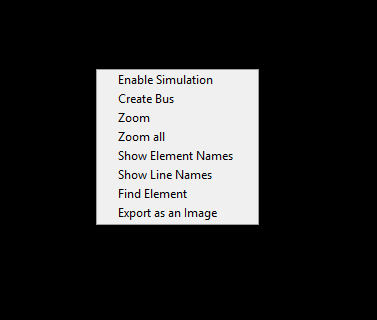 Enable Simulation
Create Bus
Zoom
Zoom all
Show Element Names
Show Line Names
Find Element
Export as an Image